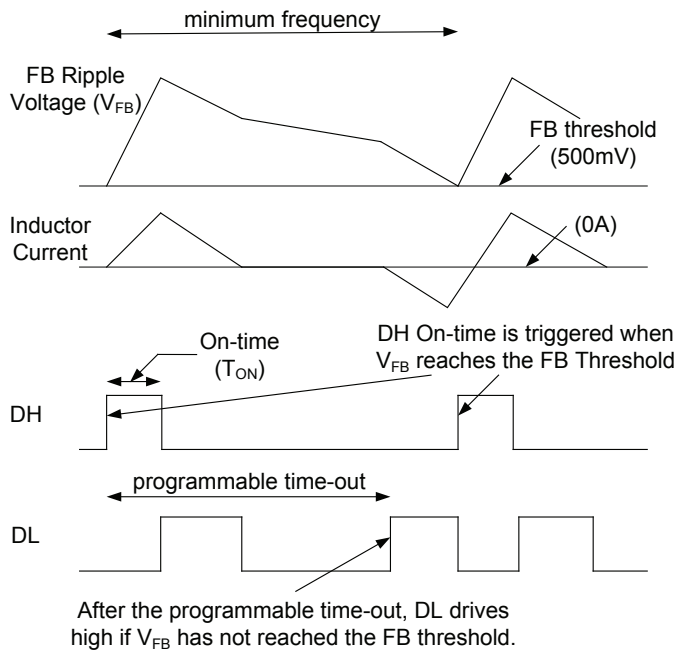 minimum frequency
FB Ripple
Voltage (VFB)
FB threshold
(500mV)
Inductor
Current
(0A)
On-time
(TON)
DH On-time is triggered when
VFB reaches the FB Threshold
DH
programmable time-out
DL
After the programmable time-out, DL drives
high if VFB has not reached the FB threshold.